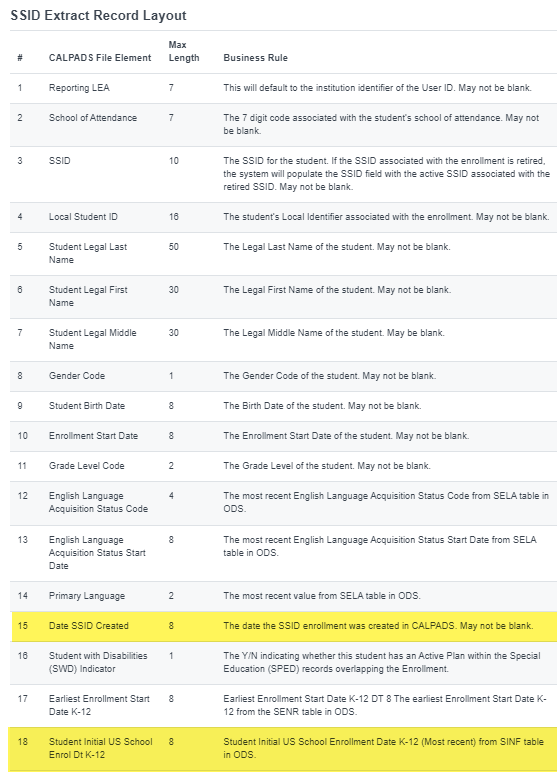 SSID Extract Record Layout
# CALPADS File Element Max Length Business Rule
1 Reporting LEA 7 This will default to the institution identifier of the User ID. May not be blank.
2 School of Attendance 7 The 7 digit code associated with the student's school of attendance. May not
be blank.
3 SSID 10 The SSID for the student. If the SSID associated with the enrollment is retired,
the system will populate the SSID field with the active SSID associated with the
retired SSID. May not be blank.
4 Local Student ID 16 The student's Local Identifier associated with the enrollment. May not be blank.
5 Student Legal Last 50 The Legal Last Name of the student. May not be blank.
Name
6 Student Legal First 30 The Legal First Name of the student. May not be blank.
Name
7 Student Legal Middle 30 The Legal Middle Name of the student. May be blank.
Name
8 Gender Code 1 The Gender Code of the student. May not be blank.
9 Student Birth Date 8 The Birth Date of the student. May not be blank.
10 Enrollment Start Date 8 The Enrollment Start Date of the student. May not be blank.
11 Grade Level Code 2 The Grade Level of the student. May not be blank.
12 English Language 4 The most recent English Language Acquisition Status Code from SELA table in
Acquisition Status Code ODS.
13 English Language 8 The most recent English Language Acquisition Status Start Date from SELA
Acquisition Status Start table in ODS.
Date
14 Primary Language 2 The most recent value from SELA table in ODS.
15 Date SSID Created 8 The date the SSID enrollment was created in CALPADS. May not be blank.
16 Student with Disabilities 1 The Y/N indicating whether this student has an Active Plan within the Special
(SWD) Indicator Education (SPED) records overlapping the Enrollment.
17 Earliest Enrollment Start 8 Earliest Enrollment Start Date K-12 DT 8 The earliest Enrollment Start Date K-
Date K-12 12 from the SENR table in ODS.
18 Student Initial US School 8 Student Initial US School Enrollment Date K-12 (Most recent) from SINF table
Enrol Dt K-12 in ODS.